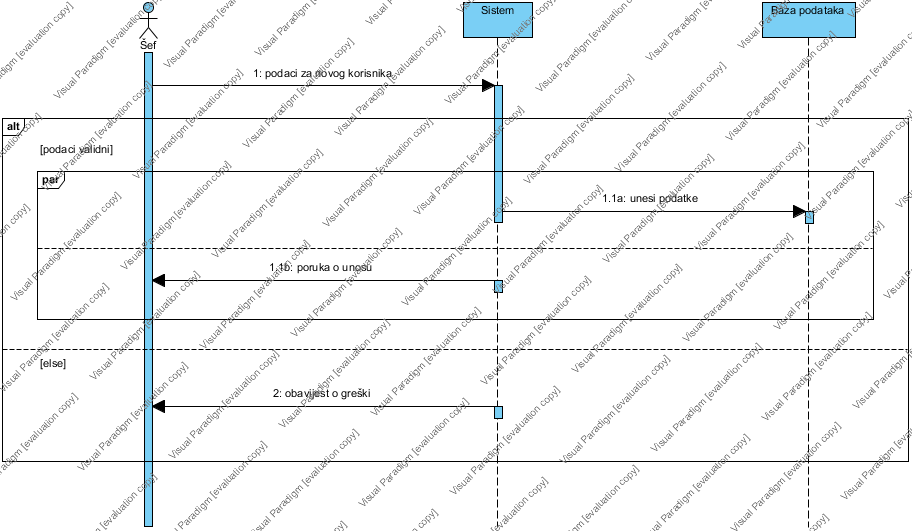 Šef
Sistem
Baza podataka
1: podaci za novog korisnika
alt
[podaci validni]
par
1.1a: unesi podatke
1.1b: poruka o unosu
[else]
2: obavijest o greški
Visual Paradigm [evaluation copy]